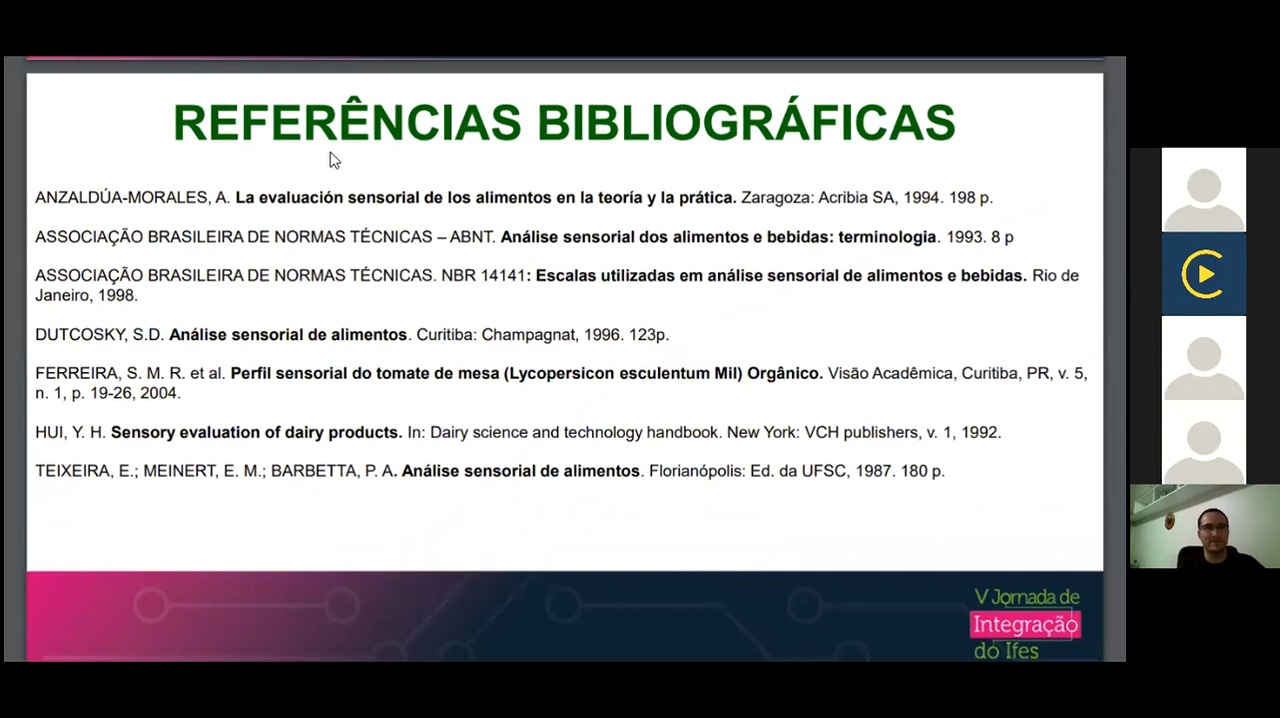 REFERÊNCIAS BIBLIOGRÁFICAS
ANZALDÚA-MORALES, A. La evaluación sensorial de los alimentos en la teoría y la prática. Zaragoza: Acribia SA, 1994. 198 p.
ASSOCIAÇÃO BRASILEIRA DE NORMAS TÉCNICAS – ABNT. Análise sensorial dos alimentos e bebidas: terminologia. 1993. 8 p
ASSOCIAÇÃO BRASILEIRA DE NORMAS TÉCNICAS. NBR 14141: Escalas utilizadas em análise sensorial de alimentos e bebidas. Rio de
Janeiro, 1998.
DUTCOSKY, S.D. Análise sensorial de alimentos. Curitiba: Champagnat, 1996. 123p.
FERREIRA, S. M. R. et al. Perfil sensorial do tomate de mesa (Lycopersicon esculentum Mil) Orgânico. Visão Acadêmica, Curitiba, PR, v. 5,
n. 1, p. 19-26, 2004.
HUI, Y. H. Sensory evaluation of dairy products. In: Dairy science and technology handbook. New York: VCH publishers, v. 1, 1992.
TEIXEIRA, E.; MEINERT, E. M.; BARBETTA, P. A. Análise sensorial de alimentos. Florianópolis: Ed. da UFSC, 1987. 180 p.
V Jornada de
Integração
do Ifes